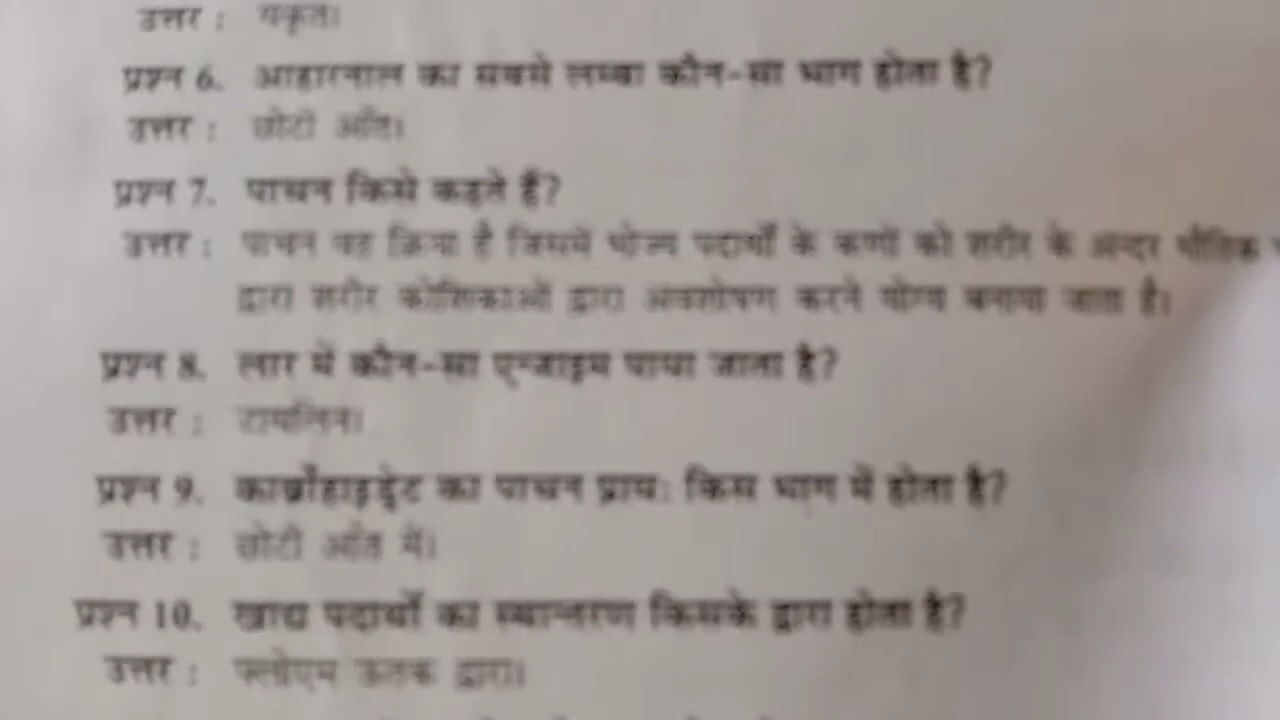 उत्तर : यकृत।
प्रश्न 6. आहारनाल का सबसे लम्बा कौन-सा भाग होता है?
उत्तर : छोटी आँत।
प्रश्न 7. पाचन किसे कहते हैं?
उत्तर : पाचन वह क्रिया है जिसमें भोज्य पदार्थों के कणों को शरीर के अन्दर भौतिक
द्वारा शरीर कोशिकाओं द्वारा अवशोषण करने योग्य बनाया जाता है।
प्रश्न 8. लार में कौन-सा एन्जाइम पाया जाता है?
उत्तर : टायलिन।
प्रश्न 9. कार्बोहाइड्रेट का पाचन प्रायः किस भाग में होता है?
उत्तर : छोटी आँत में।
प्रश्न 10. खाद्य पदार्थों का स्थान्तरण किसके द्वारा होता है?
उत्तर : फ्लोएम ऊतक द्वारा।